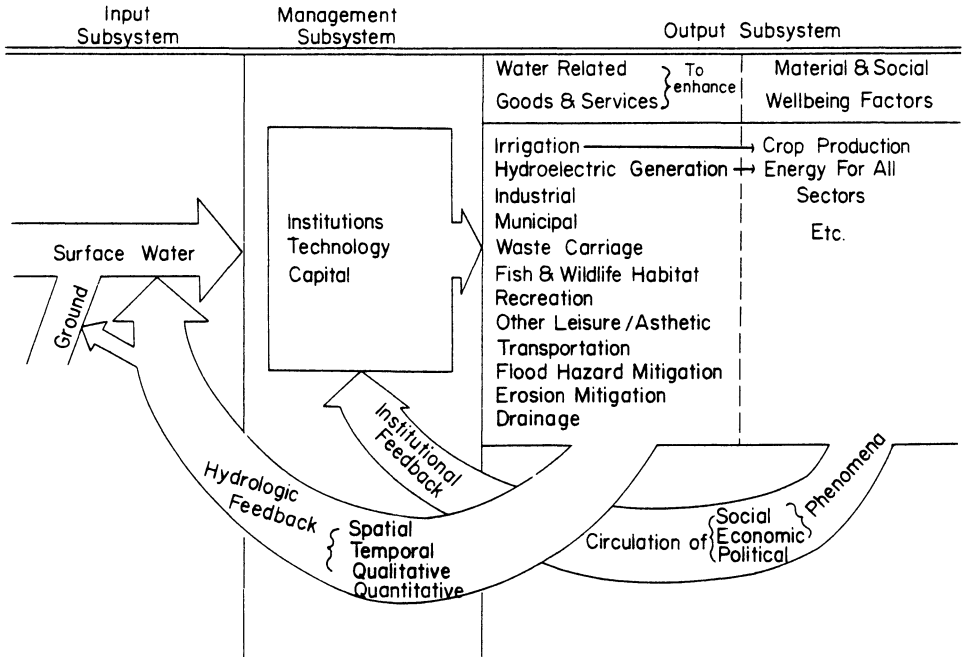 Input
Subsystem
Management
Subsystem
Output Subsystem
Water Related
Goods & Services
To
enhance
Material & Social
Wellbeing Factors
Irrigation
Crop Production
Hydroelectric Generation
Energy For All
Sectors
Etc.
Industrial
Municipal
Waste Carriage
Fish & Wildlife Habitat
Recreation
Other Leisure/Asthetic
Transportation
Flood Hazard Mitigation
Erosion Mitigation
Drainage
Institutions
Technology
Capital
Surface Water
Ground
Institutional
Feedback
Hydrologic
Feedback
Spatial
Temporal
Qualitative
Quantitative
Circulation of
Social
Economic
Political
Phenomena